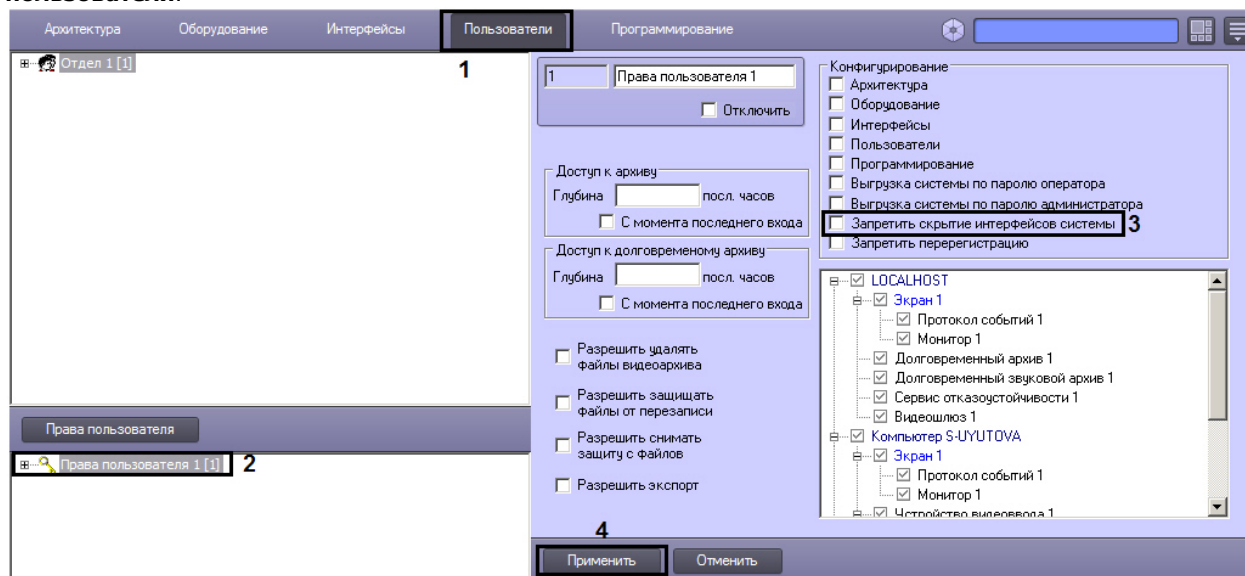 пользователи.
Архитектура Оборудование Интерфейсы Пользователи Программирование
1
Отдел 1 [1]
1 Права пользователя 1
Отключить
Доступ к архиву
Глубина посл. часов
С момента последнего входа
Доступ к долговременому архиву
Глубина посл. часов
С момента последнего входа
Разрешить удалять
файлы видеоархива
Разрешить защищать
файлы от перезаписи
Разрешить снимать
защиту с файлов
Разрешить экспорт
Конфигурирование
Архитектура
Оборудование
Интерфейсы
Пользователи
Программирование
Выгрузка системы по паролю оператора
Выгрузка системы по паролю администратора
Запретить скрытие интерфейсов системы 3
Запретить перерегистрацию
LOCALHOST
Экран 1
Протокол событий 1
Монитор 1
Долговременный архив 1
Долговременный звуковой архив 1
Сервис отказоустойчивости 1
Видеошлюз 1
Компьютер S-UYUTOVA
Экран 1
Протокол событий 1
Монитор 1
Устройство видеоввода 1
Права пользователя
Права пользователя 1 [1] 2
4
Применить Отменить